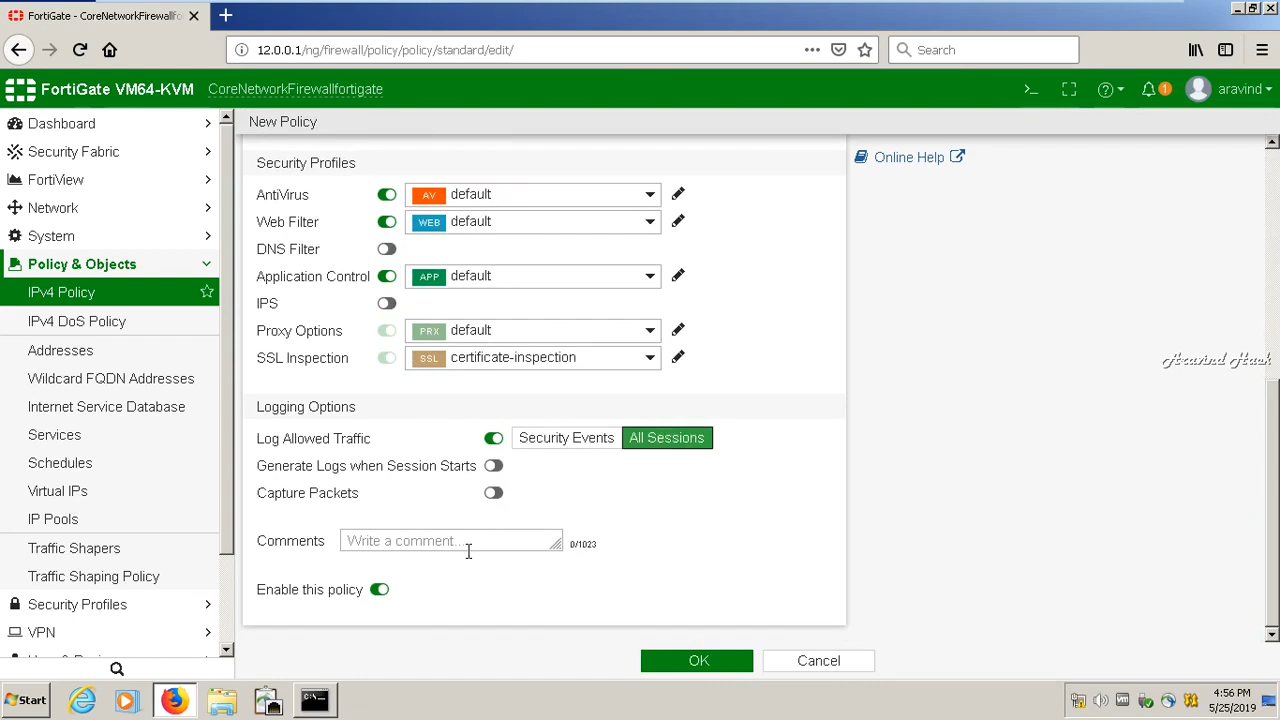 FortiGate - CoreNetworkFirewallfor
12.0.0.1/ng/firewall/policy/policy/standard/edit/
Search
FortiGate VM64-KVM
CoreNetworkFirewallfortigate
1
aravind
Dashboard
Security Fabric
FortiView
Network
System
Policy & Objects
IPv4 Policy
IPv4 DoS Policy
Addresses
Wildcard FQDN Addresses
Internet Service Database
Services
Schedules
Virtual IPs
IP Pools
Traffic Shapers
Traffic Shaping Policy
Security Profiles
VPN
New Policy
Security Profiles
AntiVirus AV default
Web Filter WEB default
DNS Filter
Application Control APP default
IPS
Proxy Options PRX default
SSL Inspection SSL certificate-inspection
Logging Options
Log Allowed Traffic Security Events All Sessions
Generate Logs when Session Starts
Capture Packets
Comments Write a comment... 0/1023
Enable this policy
OK Cancel
Online Help
Aravind Hack
Start
C:\
4:56 PM
5/25/2019